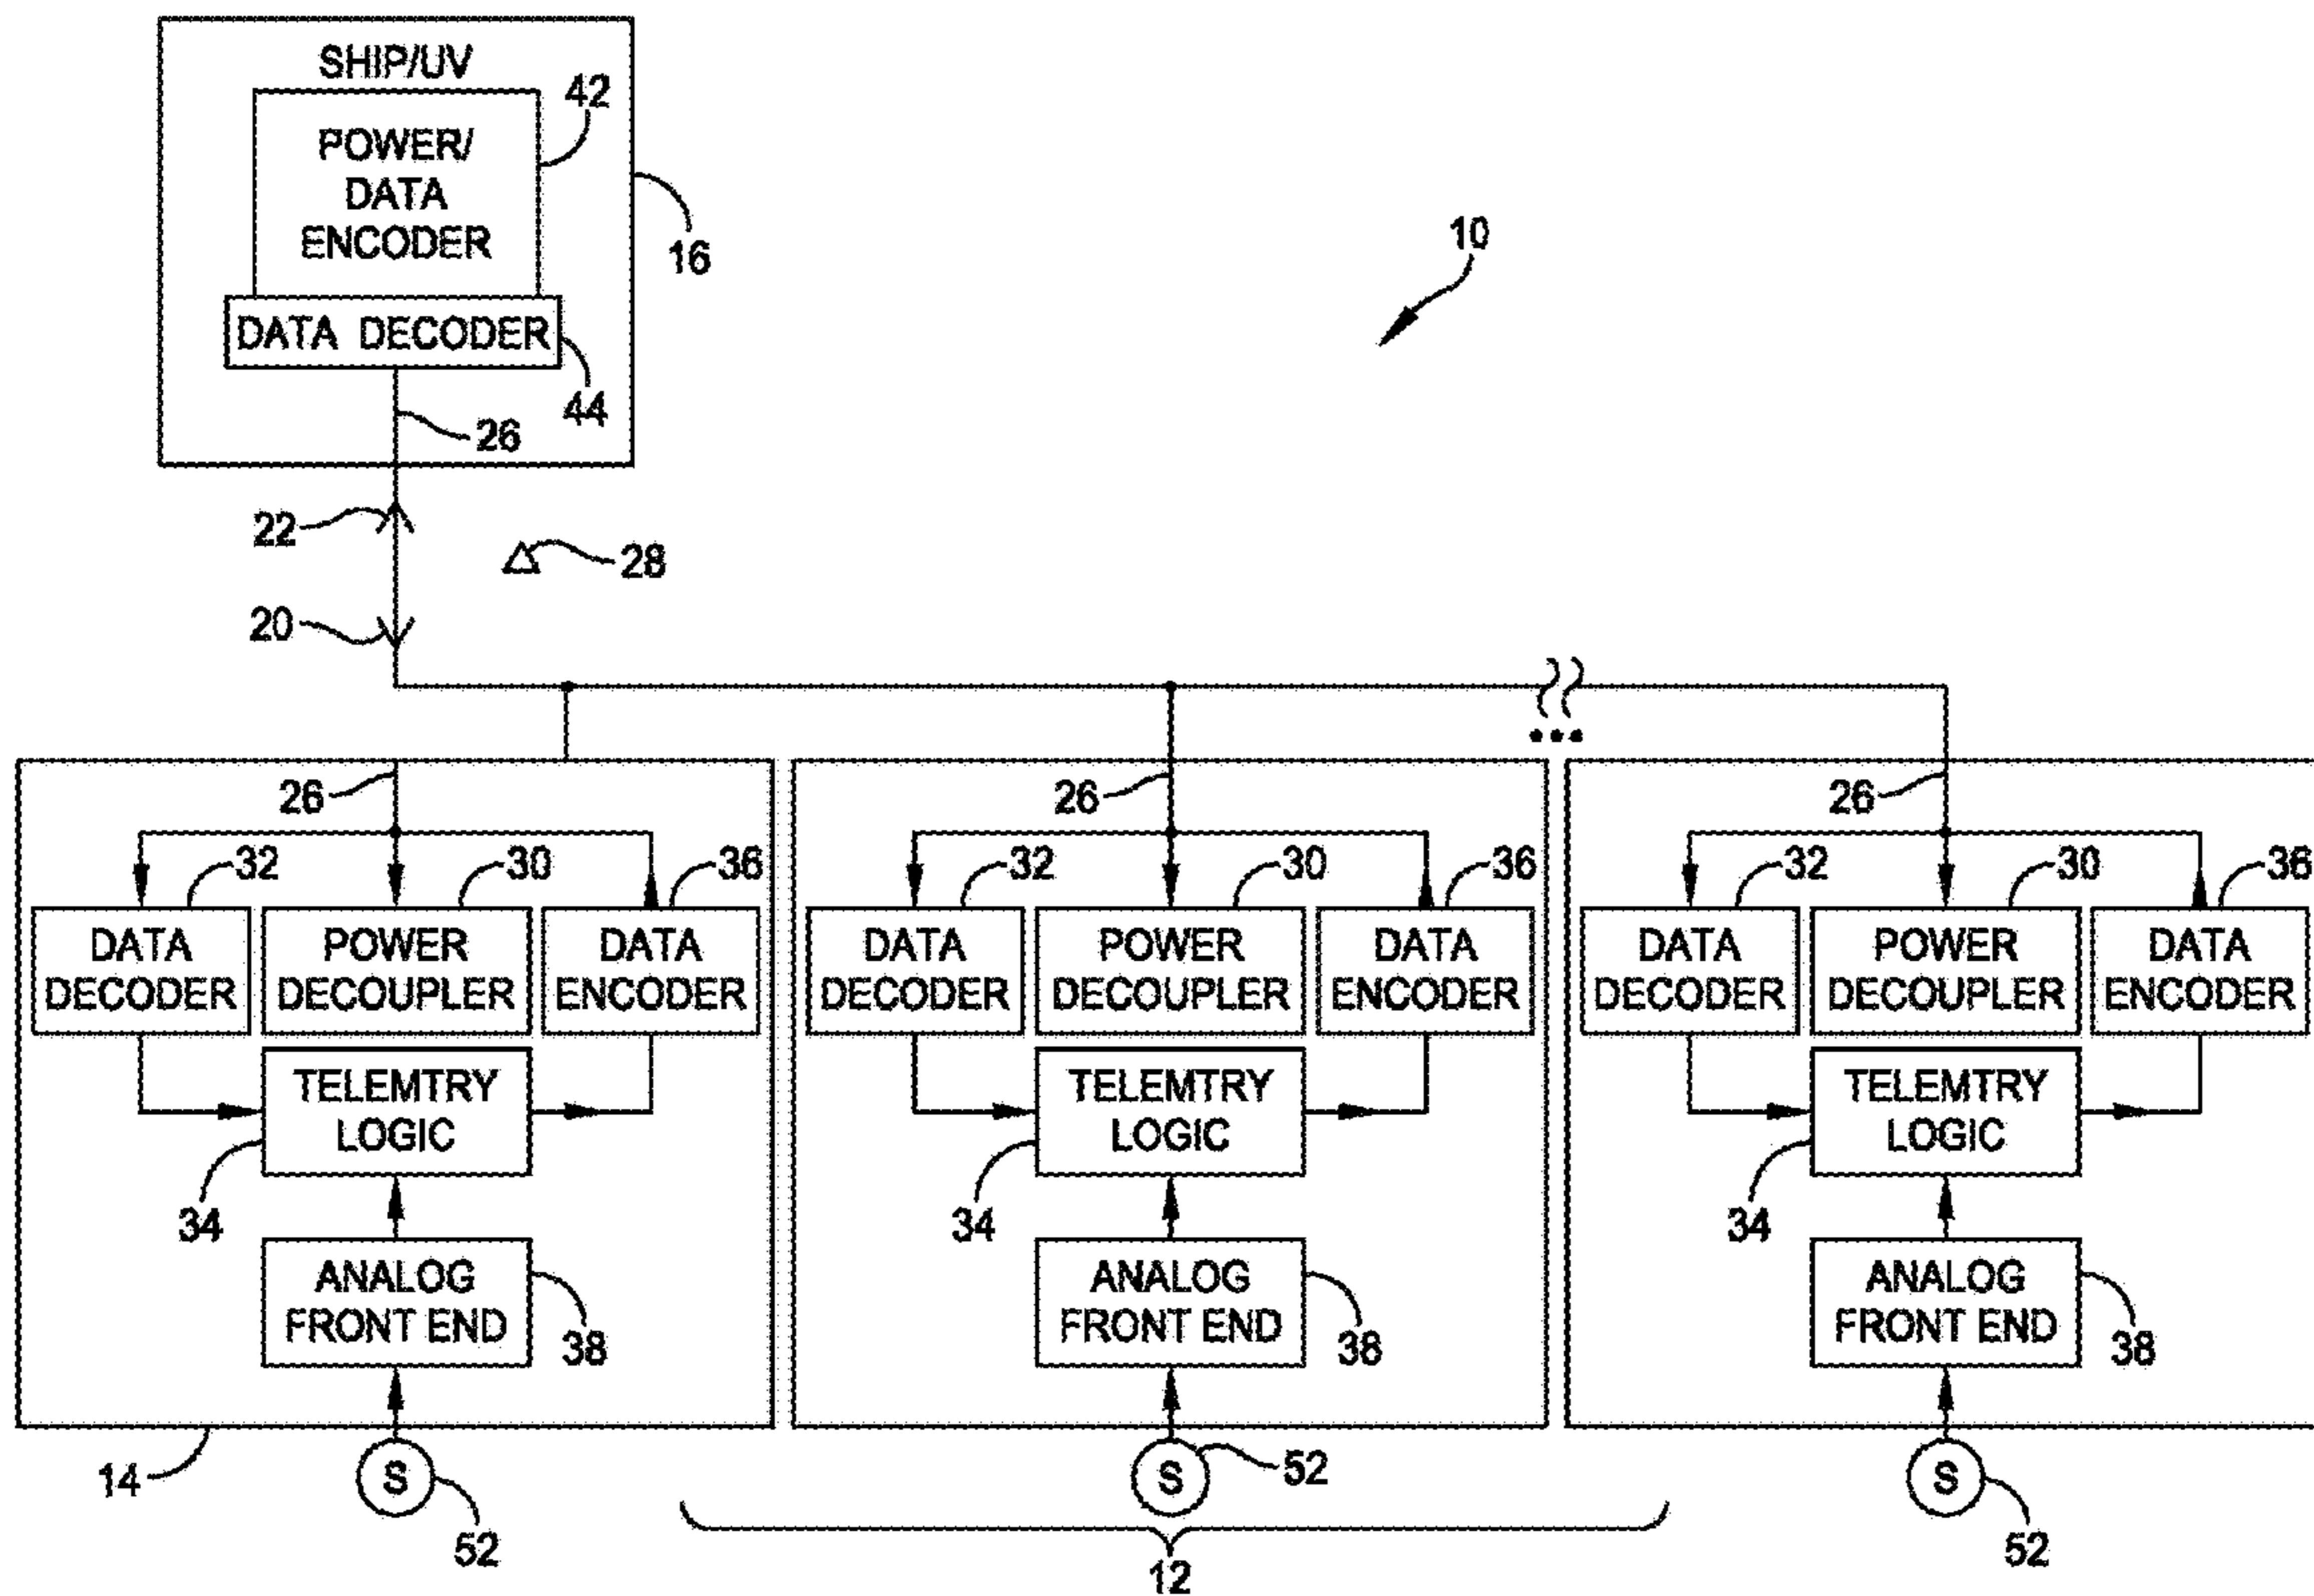 SHIP/UV
42
POWER/
DATA
ENCODER
16
10
DATA DECODER
44
26
22
28
20
...
26
26
26
32
30
36
32
30
36
32
30
36
DATA
DECODER
POWER
DECOUPLER
DATA
ENCODER
DATA
DECODER
POWER
DECOUPLER
DATA
ENCODER
DATA
DECODER
POWER
DECOUPLER
DATA
ENCODER
TELEMTRY
LOGIC
TELEMTRY
LOGIC
TELEMTRY
LOGIC
34
34
34
ANALOG
FRONT END
38
ANALOG
FRONT END
38
ANALOG
FRONT END
38
14
S
52
S
52
S
52
12